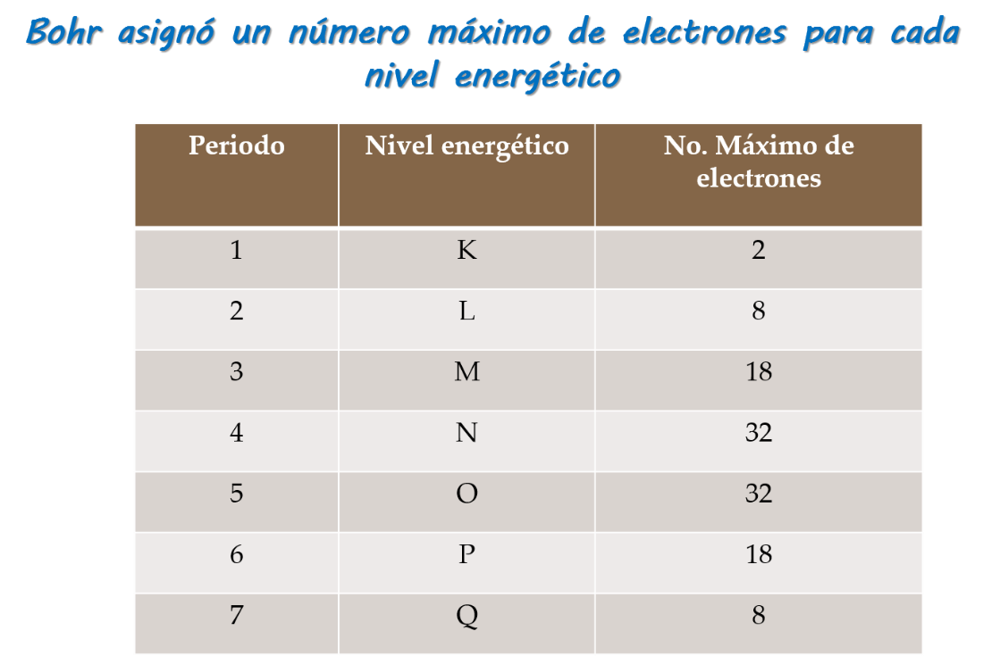 Bohr asignó un número máximo de electrones para cada
nivel energético
Periodo Nivel energético No. Máximo de
electrones
1 K 2
2 L 8
3 M 18
4 N 32
5 O 32
6 P 18
7 Q 8